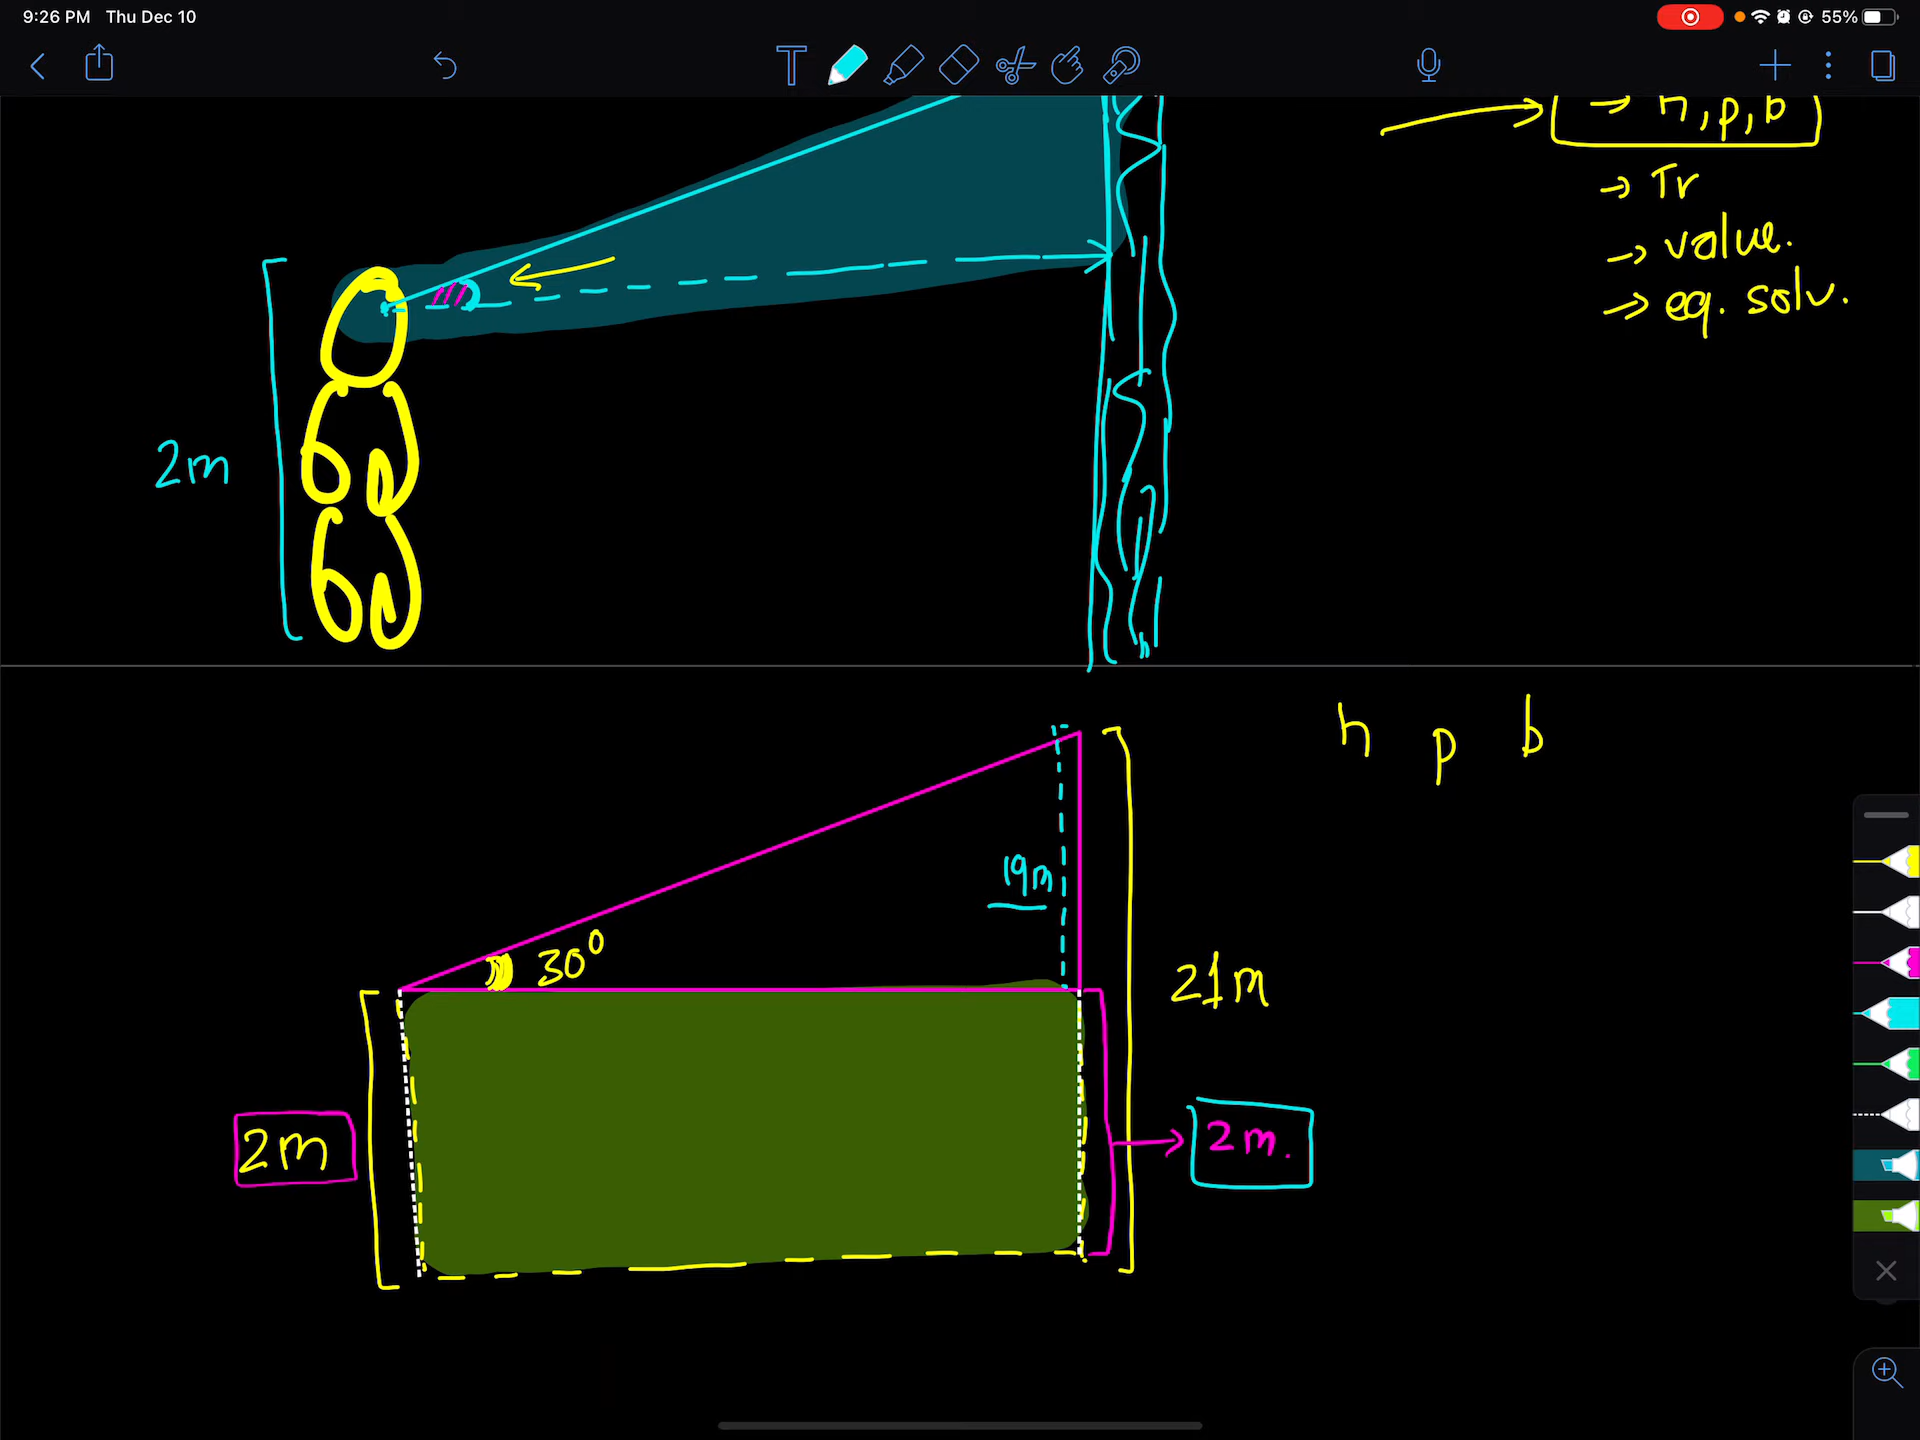 9:26 PM Thu Dec 10
55%
T
→ h, p, b
→ Tr
→ value.
→ eq. solv.
2m
h p b
19m
30°
21m
2m
2m.